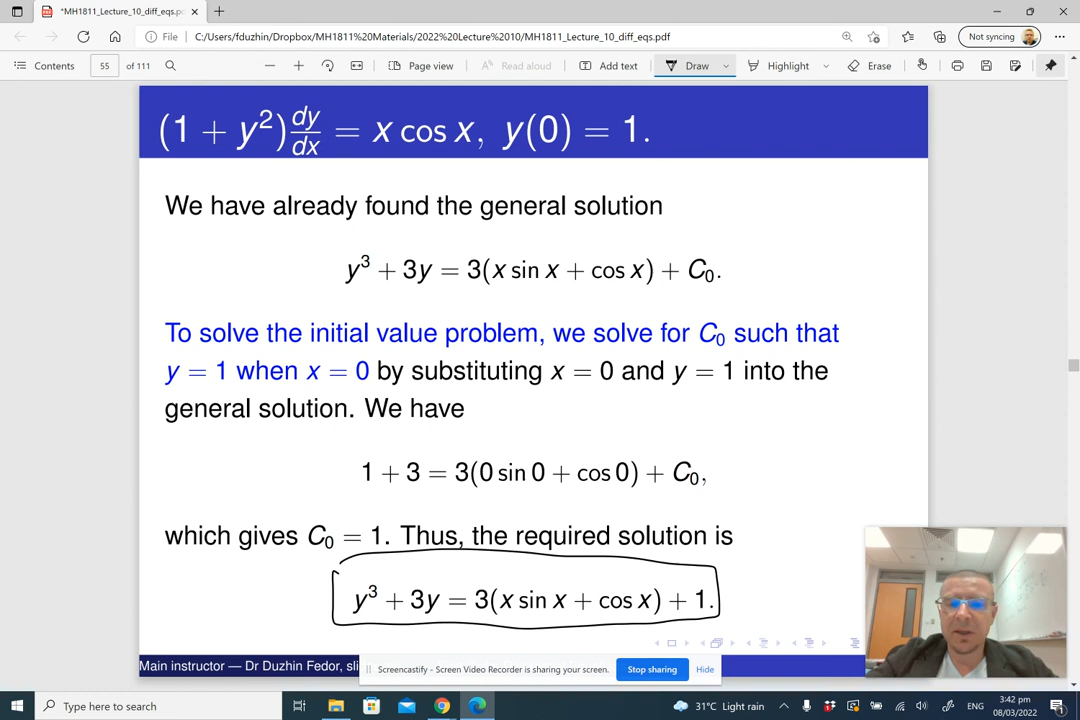 *MH1811_Lecture_10_diff_eqs.pc
File C:/Users/fduzhin/Dropbox/MH1811%20Materials/2022%20Lecture%2010/MH1811_Lecture_10_diff_eqs.pdf Not syncing
Contents 55 of 111 Page view Read aloud Add text Draw Highlight Erase
(1 + y²) dy/dx = x cos x, y(0) = 1.
We have already found the general solution
y³ + 3y = 3(x sin x + cos x) + C₀.
To solve the initial value problem, we solve for C₀ such that
y = 1 when x = 0 by substituting x = 0 and y = 1 into the
general solution. We have
1 + 3 = 3(0 sin 0 + cos 0) + C₀,
which gives C₀ = 1. Thus, the required solution is
y³ + 3y = 3(x sin x + cos x) + 1.
Main instructor — Dr Duzhin Fedor, sli
Screencastify - Screen Video Recorder is sharing your screen. Stop sharing Hide
Type here to search 31°C Light rain ENG 3:42 pm
08/03/2022